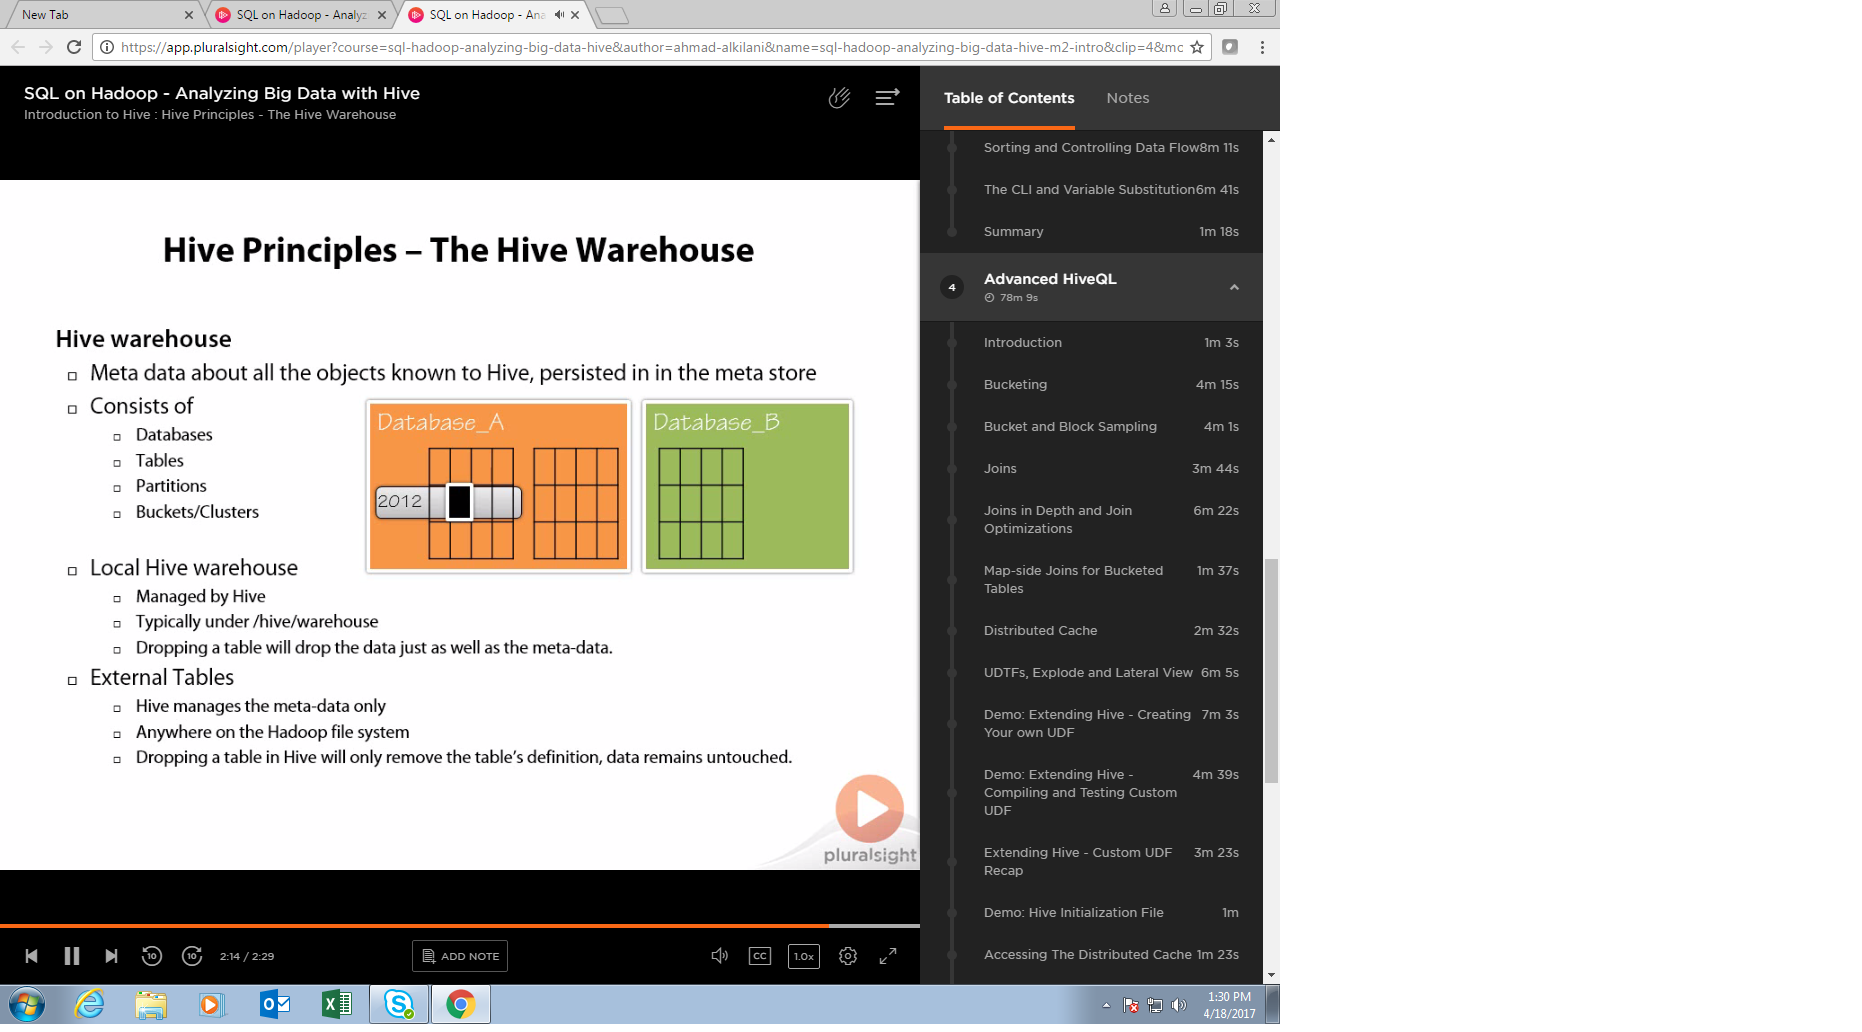 New Tab
SQL on Hadoop - Analyz
SQL on Hadoop - Ana
https://app.pluralsight.com/player?course=sql-hadoop-analyzing-big-data-hive&author=ahmad-alkilani&name=sql-hadoop-analyzing-big-data-hive-m2-intro&clip=4&mc
SQL on Hadoop - Analyzing Big Data with Hive
Introduction to Hive : Hive Principles - The Hive Warehouse
Hive Principles – The Hive Warehouse
Hive warehouse
Meta data about all the objects known to Hive, persisted in in the meta store
Consists of
Databases
Tables
Partitions
Buckets/Clusters
Database_A
2012
Database_B
Local Hive warehouse
Managed by Hive
Typically under /hive/warehouse
Dropping a table will drop the data just as well as the meta-data.
External Tables
Hive manages the meta-data only
Anywhere on the Hadoop file system
Dropping a table in Hive will only remove the table's definition, data remains untouched.
pluralsight
10
10
2:14 / 2:29
ADD NOTE
CC
1.0x
Table of Contents
Notes
Sorting and Controlling Data Flow 8m 11s
The CLI and Variable Substitution 6m 41s
Summary 1m 18s
4
Advanced HiveQL
78m 9s
Introduction 1m 3s
Bucketing 4m 15s
Bucket and Block Sampling 4m 1s
Joins 3m 44s
Joins in Depth and Join 6m 22s
Optimizations
Map-side Joins for Bucketed 1m 37s
Tables
Distributed Cache 2m 32s
UDTFs, Explode and Lateral View 6m 5s
Demo: Extending Hive - Creating 7m 3s
Your own UDF
Demo: Extending Hive - 4m 39s
Compiling and Testing Custom
UDF
Extending Hive - Custom UDF 3m 23s
Recap
Demo: Hive Initialization File 1m
Accessing The Distributed Cache 1m 23s
1:30 PM
4/18/2017